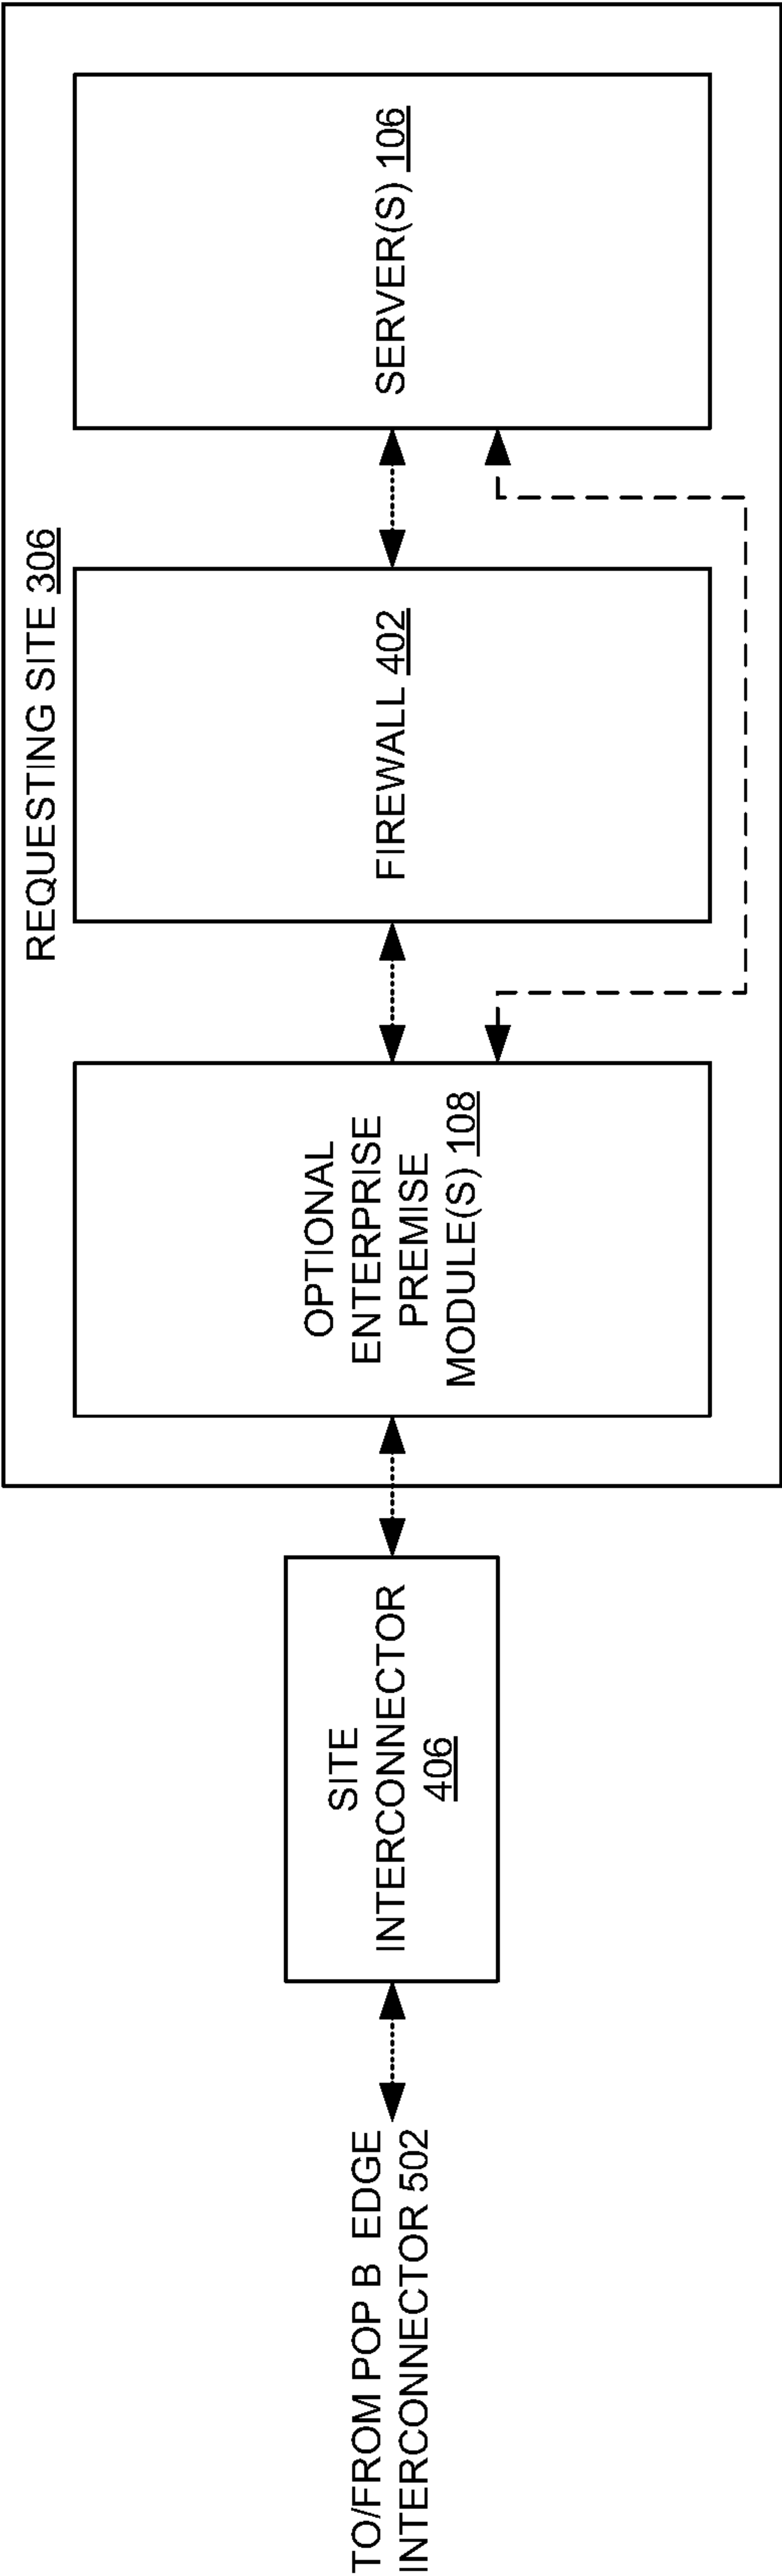 REQUESTING SITE 306
TO/FROM POP B EDGE
INTERCONNECTOR 502
SITE
INTERCONNECTOR
406
OPTIONAL
ENTERPRISE
PREMISE
MODULE(S) 108
FIREWALL 402
SERVER(S) 106